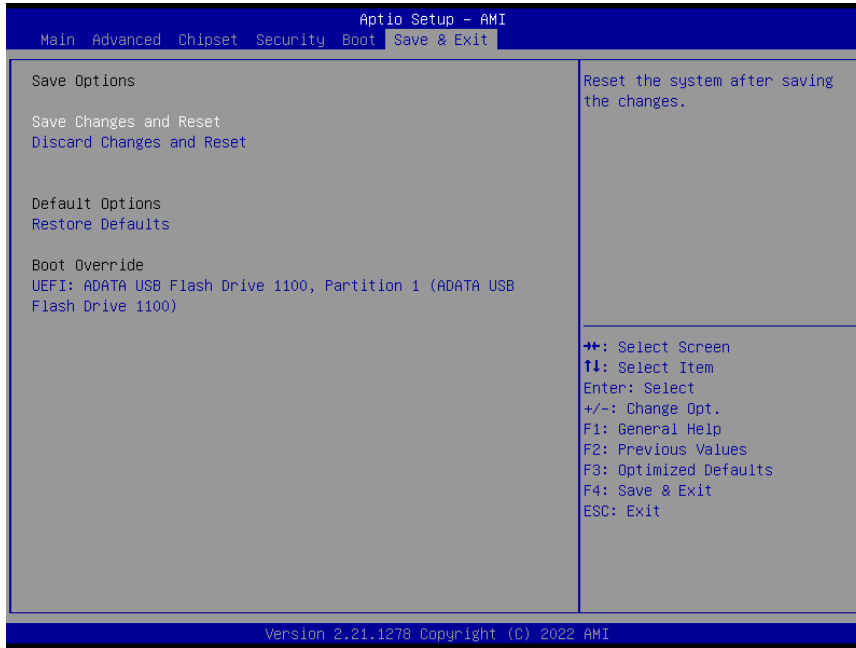 Aptio Setup – AMI
Main Advanced Chipset Security Boot Save & Exit
Save Options
Save Changes and Reset
Discard Changes and Reset
Default Options
Restore Defaults
Boot Override
UEFI: ADATA USB Flash Drive 1100, Partition 1 (ADATA USB
Flash Drive 1100)
Reset the system after saving
the changes.
→←: Select Screen
↑↓: Select Item
Enter: Select
+/-: Change Opt.
F1: General Help
F2: Previous Values
F3: Optimized Defaults
F4: Save & Exit
ESC: Exit
Version 2.21.1278 Copyright (C) 2022 AMI